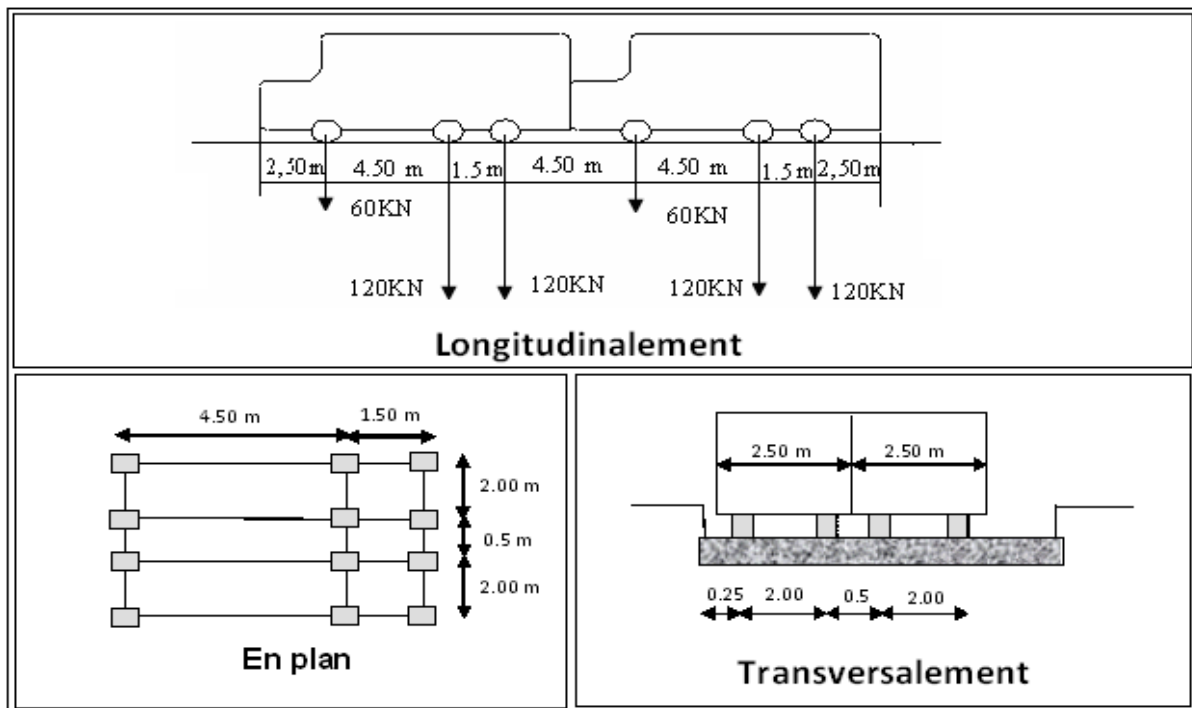 2,50m 4.50 m 1.5m 4.50 m 4.50 m 1.5m 2,50m
60KN 60KN
120KN 120KN 120KN 120KN
Longitudinalement
4.50 m 1.50 m
2.00 m
0.5 m
2.00 m
En plan
2.50 m 2.50 m
0.25 2.00 0.5 2.00
Transversalement